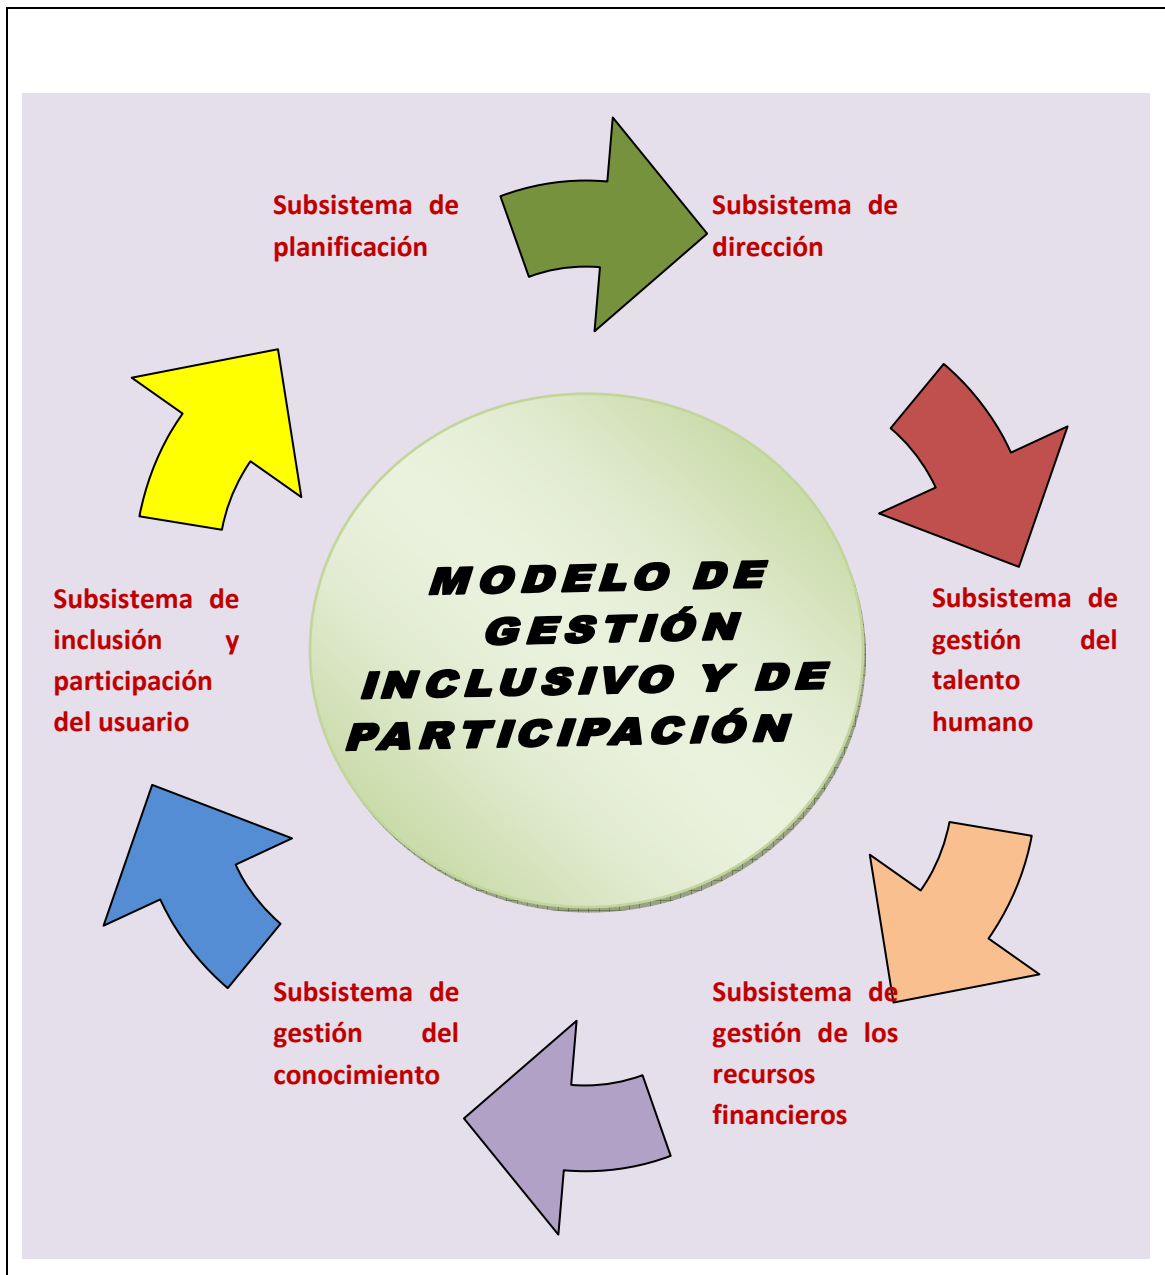 Subsistema de
planificación
Subsistema de
dirección
Subsistema de
gestión del
talento
humano
Subsistema de
gestión de los
recursos
financieros
Subsistema de
gestión del
conocimiento
Subsistema de
inclusión y
participación
del usuario
MODELO DE
GESTIÓN
INCLUSIVO Y DE
PARTICIPACIÓN